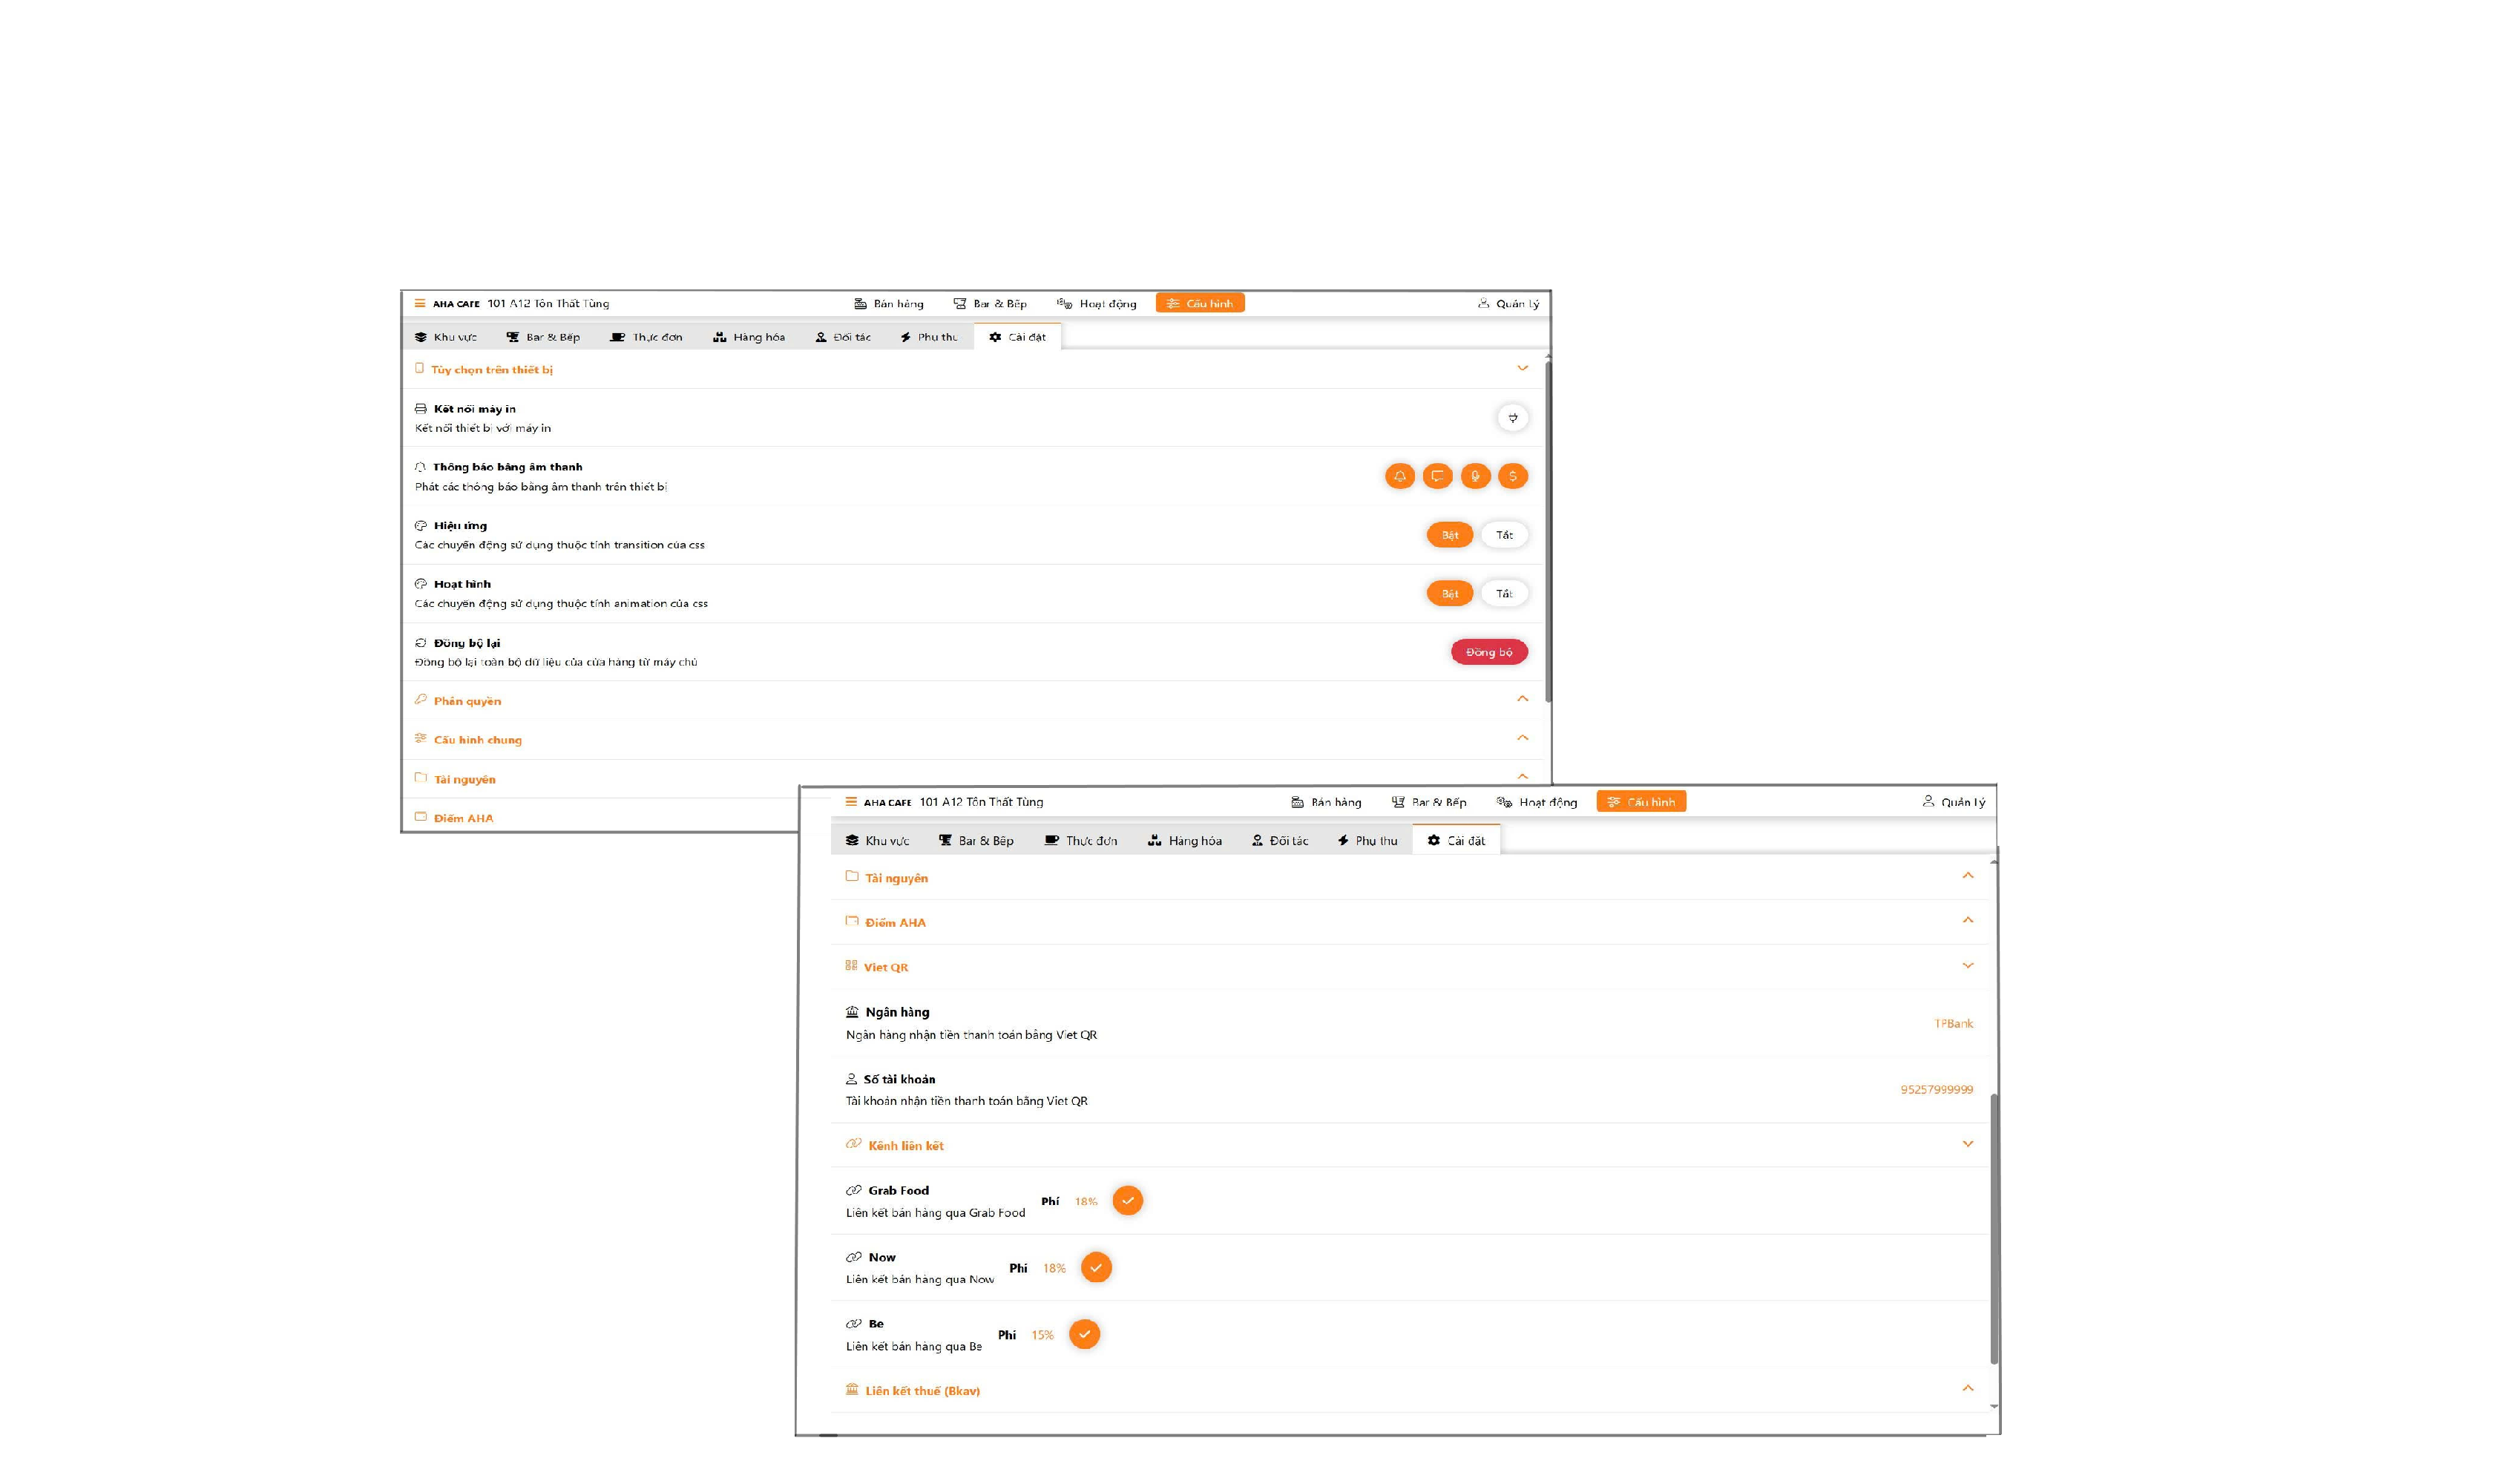 AHA CAFE 101 A12 Tôn Thất Tùng Bán hàng Bar & Bếp Hoạt động Cấu hình Quản lý
Khu vực Bar & Bếp Thực đơn Hàng hóa Đối tác Phụ thu Cài đặt
Tùy chọn trên thiết bị
Kết nối máy in
Kết nối thiết bị với máy in
Thông báo bằng âm thanh
Phát các thông báo bằng âm thanh trên thiết bị
Hiệu ứng
Các chuyển động sử dụng thuộc tính transition của css
Bật Tắt
Hoạt hình
Các chuyển động sử dụng thuộc tính animation của css
Bật Tắt
Đồng bộ lại
Đồng bộ lại toàn bộ dữ liệu của cửa hàng từ máy chủ
Đồng bộ
Phân quyền
Cấu hình chung
Tài nguyên
Điểm AHA
AHA CAFE 101 A12 Tôn Thất Tùng Bán hàng Bar & Bếp Hoạt động Cấu hình Quản lý
Khu vực Bar & Bếp Thực đơn Hàng hóa Đối tác Phụ thu Cài đặt
Tài nguyên
Điểm AHA
Viet QR
Ngân hàng
Ngân hàng nhận tiền thanh toán bằng Viet QR
TPBank
Số tài khoản
Tài khoản nhận tiền thanh toán bằng Viet QR
95257999999
Kênh liên kết
Grab Food
Liên kết bán hàng qua Grab Food
Phí 18%
Now
Liên kết bán hàng qua Now
Phí 18%
Be
Liên kết bán hàng qua Be
Phí 15%
Liên kết thuế (Bkav)